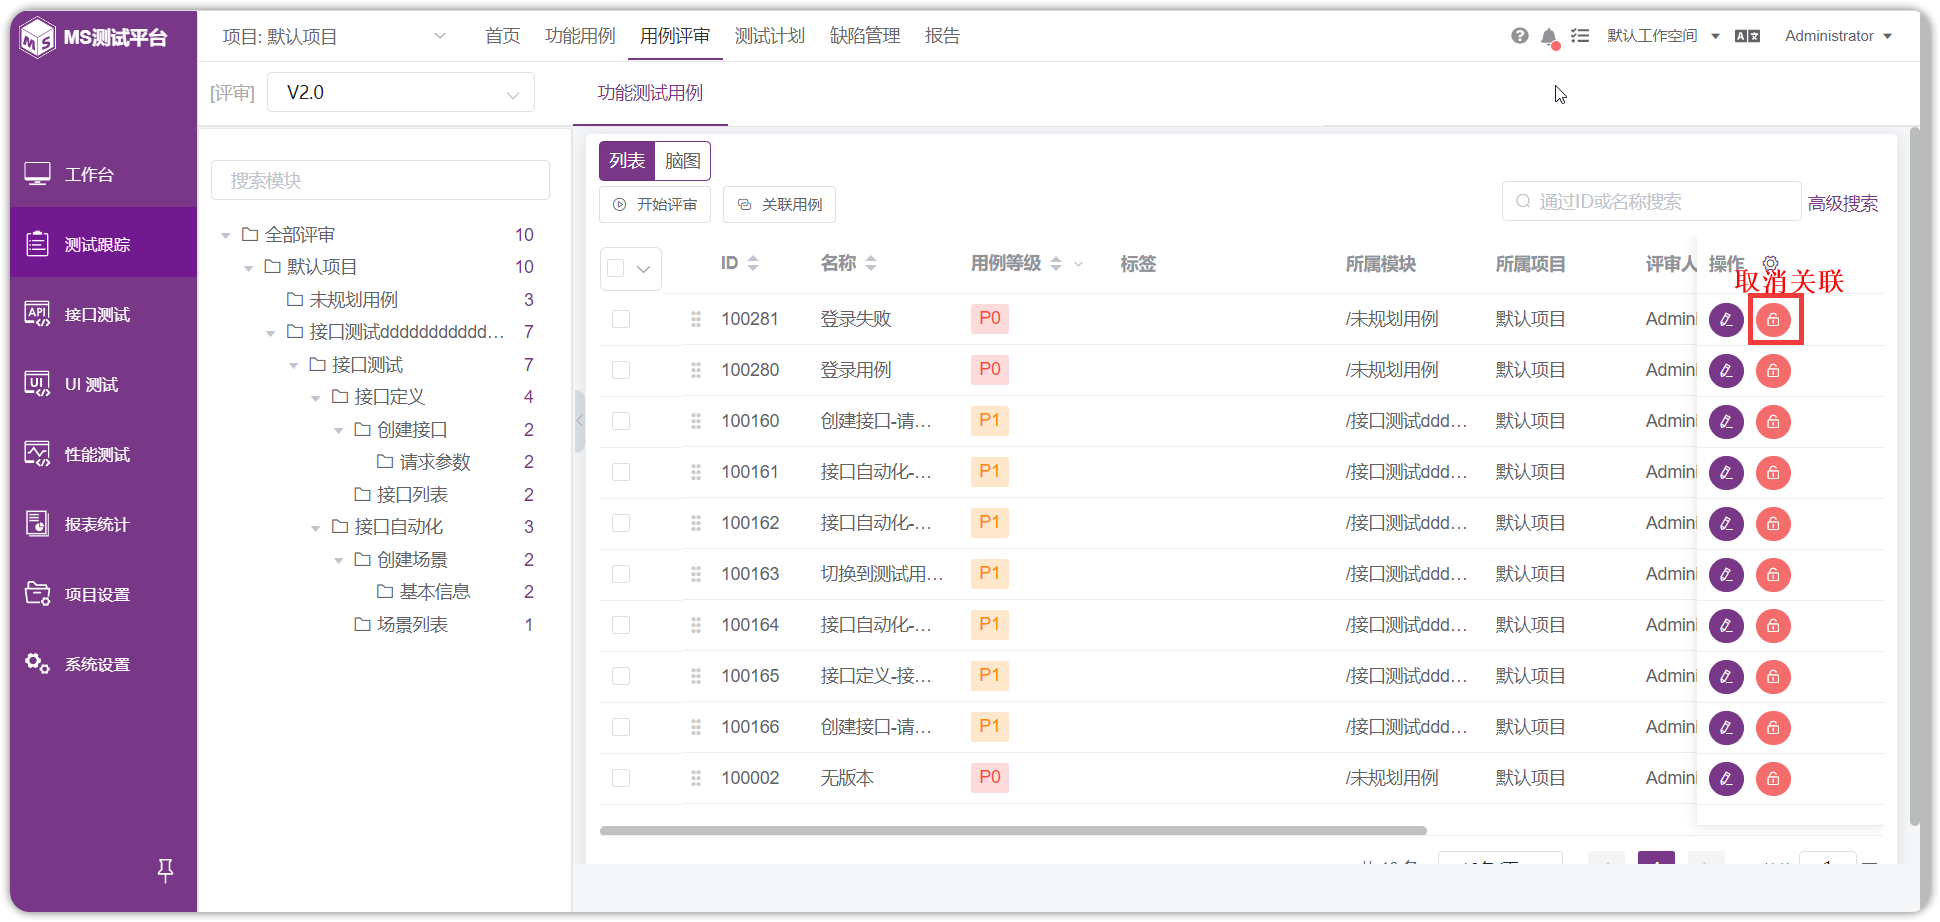 MS测试平台
项目: 默认项目
首页 功能用例 用例评审 测试计划 缺陷管理 报告
默认工作空间
Administrator
[评审] V2.0
功能测试用例
工作台
测试跟踪
接口测试
UI 测试
性能测试
报表统计
项目设置
系统设置
搜索模块
全部评审 10
默认项目 10
未规划用例 3
接口测试ddddddddddd... 7
接口测试 7
接口定义 4
创建接口 2
请求参数 2
接口列表 2
接口自动化 3
创建场景 2
基本信息 2
场景列表 1
列表 脑图
开始评审 关联用例
通过ID或名称搜索 高级搜索
ID 名称 用例等级 标签 所属模块 所属项目 评审人 操作
取消关联
100281 登录失败 P0 /未规划用例 默认项目 Admini
100280 登录用例 P0 /未规划用例 默认项目 Admini
100160 创建接口-请... P1 /接口测试ddd... 默认项目 Admini
100161 接口自动化-... P1 /接口测试ddd... 默认项目 Admini
100162 接口自动化-... P1 /接口测试ddd... 默认项目 Admini
100163 切换到测试用... P1 /接口测试ddd... 默认项目 Admini
100164 接口自动化-... P1 /接口测试ddd... 默认项目 Admini
100165 接口定义-接... P1 /接口测试ddd... 默认项目 Admini
100166 创建接口-请... P1 /接口测试ddd... 默认项目 Admini
100002 无版本 P0 /未规划用例 默认项目 Admini